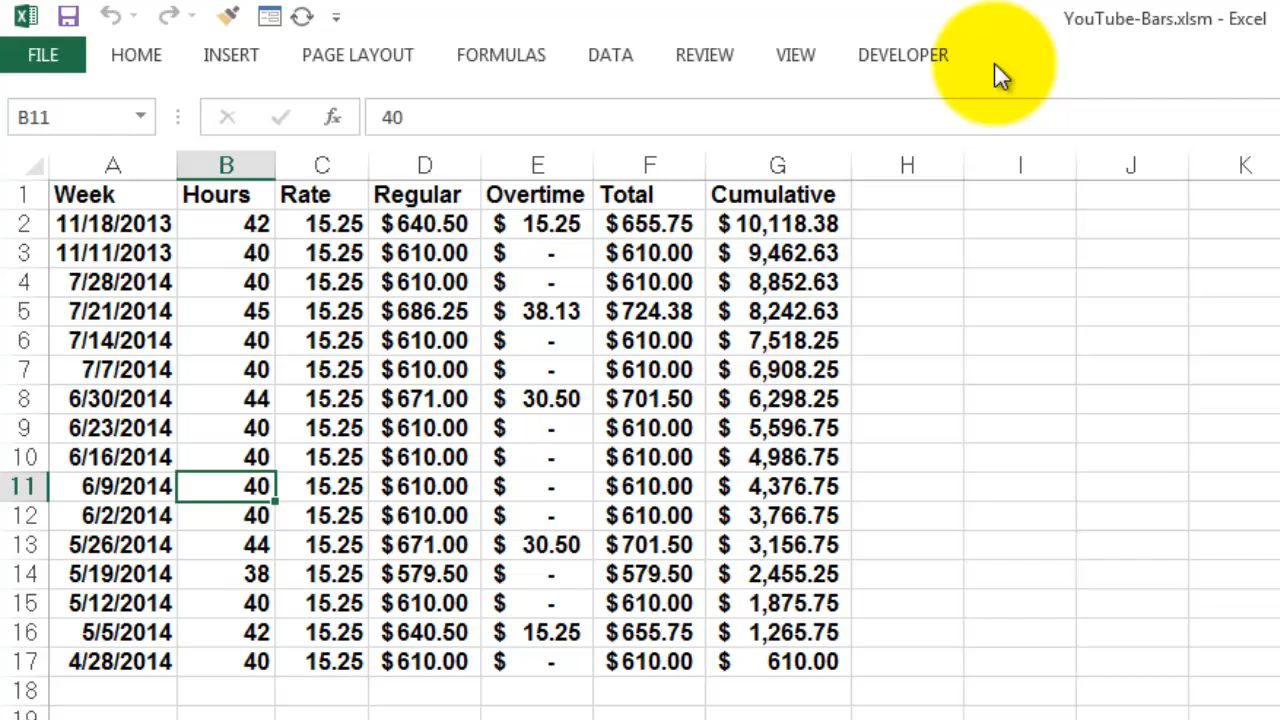 YouTube-Bars.xlsm - Excel
FILE HOME INSERT PAGE LAYOUT FORMULAS DATA REVIEW VIEW DEVELOPER
B11 fx 40
A B C D E F G H I J K
1 Week Hours Rate Regular Overtime Total Cumulative
2 11/18/2013 42 15.25 $ 640.50 $ 15.25 $ 655.75 $ 10,118.38
3 11/11/2013 40 15.25 $ 610.00 $ - $ 610.00 $ 9,462.63
4 7/28/2014 40 15.25 $ 610.00 $ - $ 610.00 $ 8,852.63
5 7/21/2014 45 15.25 $ 686.25 $ 38.13 $ 724.38 $ 8,242.63
6 7/14/2014 40 15.25 $ 610.00 $ - $ 610.00 $ 7,518.25
7 7/7/2014 40 15.25 $ 610.00 $ - $ 610.00 $ 6,908.25
8 6/30/2014 44 15.25 $ 671.00 $ 30.50 $ 701.50 $ 6,298.25
9 6/23/2014 40 15.25 $ 610.00 $ - $ 610.00 $ 5,596.75
10 6/16/2014 40 15.25 $ 610.00 $ - $ 610.00 $ 4,986.75
11 6/9/2014 40 15.25 $ 610.00 $ - $ 610.00 $ 4,376.75
12 6/2/2014 40 15.25 $ 610.00 $ - $ 610.00 $ 3,766.75
13 5/26/2014 44 15.25 $ 671.00 $ 30.50 $ 701.50 $ 3,156.75
14 5/19/2014 38 15.25 $ 579.50 $ - $ 579.50 $ 2,455.25
15 5/12/2014 40 15.25 $ 610.00 $ - $ 610.00 $ 1,875.75
16 5/5/2014 42 15.25 $ 640.50 $ 15.25 $ 655.75 $ 1,265.75
17 4/28/2014 40 15.25 $ 610.00 $ - $ 610.00 $ 610.00
18
19